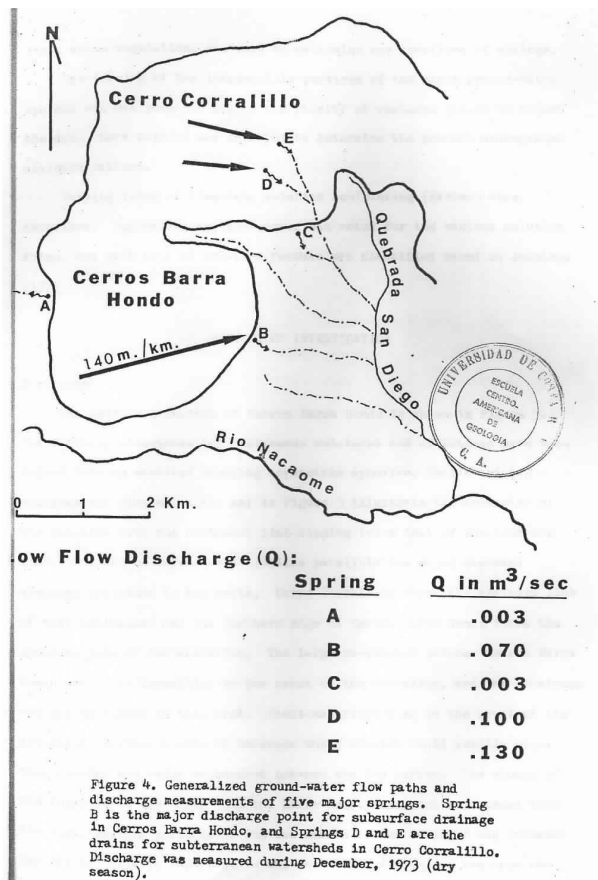 N
Cerro Corralillo
E
D
C
Quebrada San Diego
Cerros Barra
Hondo
A
B
140 m./km.
UNIVERSIDAD DE COSTA R
ESCUELA
CENTRO
AMERICANA
DE
GEOLOGIA
C. A.
Rio Nacaome
0 1 2 Km.
ow Flow Discharge(Q):
Spring Q in m³/sec
A .003
B .070
C .003
D .100
E .130
Figure 4. Generalized ground-water flow paths and
discharge measurements of five major springs. Spring
B is the major discharge point for subsurface drainage
in Cerros Barra Hondo, and Springs D and E are the
drains for subterranean watersheds in Cerro Corralillo.
Discharge was measured during December, 1973 (dry
season).